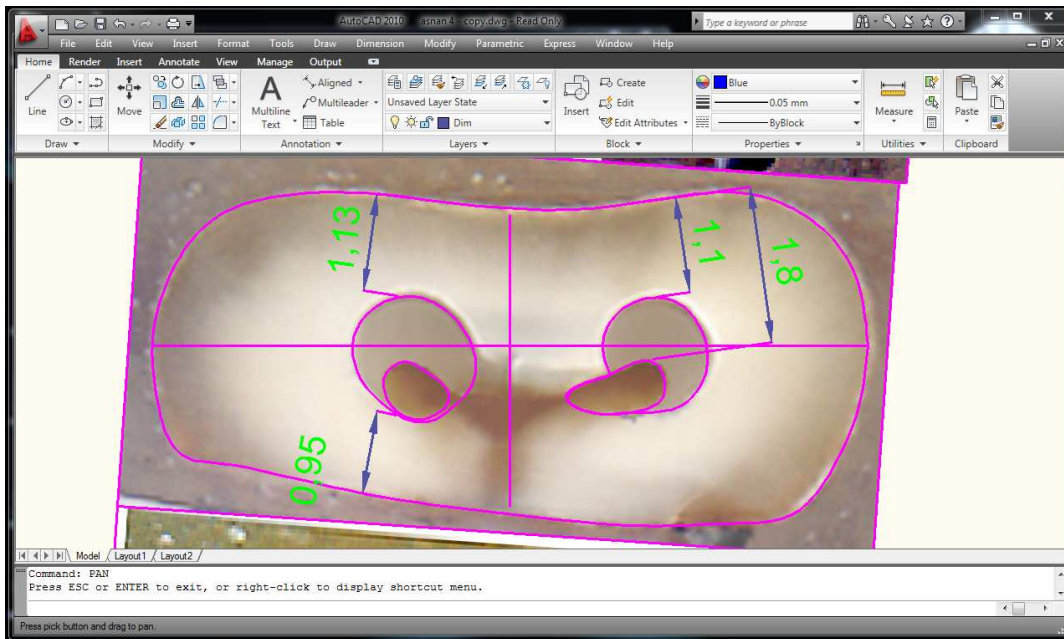 AutoCAD 2010 asnan 4 - copy.dwg - Read Only
Type a keyword or phrase
File Edit View Insert Format Tools Draw Dimension Modify Parametric Express Window Help
Home Render Insert Annotate View Manage Output
Line
Move
A Multiline Text
Aligned
Multileader
Table
Unsaved Layer State
Dim
Insert
Create
Edit
Edit Attributes
Blue
0.05 mm
ByBlock
Measure
Paste
Draw Modify Annotation Layers Block Properties Utilities Clipboard
1,13
1,1
1,8
0,95
Model Layout1 Layout2
Command: PAN
Press ESC or ENTER to exit, or right-click to display shortcut menu.
Press pick button and drag to pan.